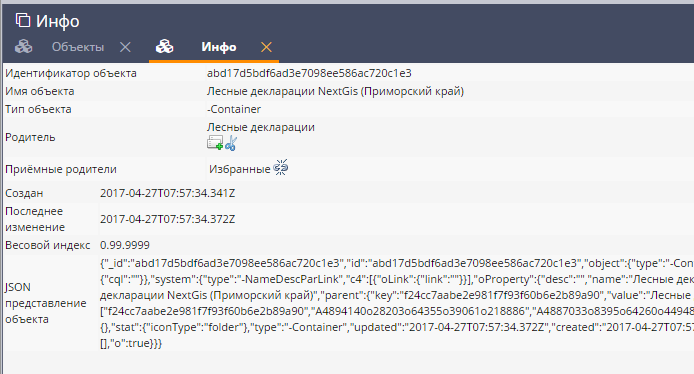 Инфо
Объекты
Инфо
Идентификатор объекта abd17d5bdf6ad3e7098ee586ac720c1e3
Имя объекта Лесные декларации NextGis (Приморский край)
Тип объекта -Container
Родитель Лесные декларации
Приёмные родители Избранные
Создан 2017-04-27T07:57:34.341Z
Последнее изменение 2017-04-27T07:57:34.372Z
Весовой индекс 0.99.9999
JSON представление объекта
{"_id":"abd17d5bdf6ad3e7098ee586ac720c1e3","id":"abd17d5bdf6ad3e7098ee586ac720c1e3","object":{"type":"-Con
{"cql":""}},"system":{"type":"-NameDescParLink","c4":[{"oLink":{"link":""}}],"oProperty":{"desc":"","name":"Лесные дек
декларации NextGis (Приморский край)","parent":{"key":"f24cc7aabe2e981f7f93f60b6e2b89a90","value":"Лесные
["f24cc7aabe2e981f7f93f60b6e2b89a90","A4894140o28203o64355o39061o218886","A4887033o8395o64260o44948
{},"stat":{"iconType":"folder"},"type":"-Container","updated":"2017-04-27T07:57:34.372Z","created":"2017-04-27T07:57
[],"o":true}}}